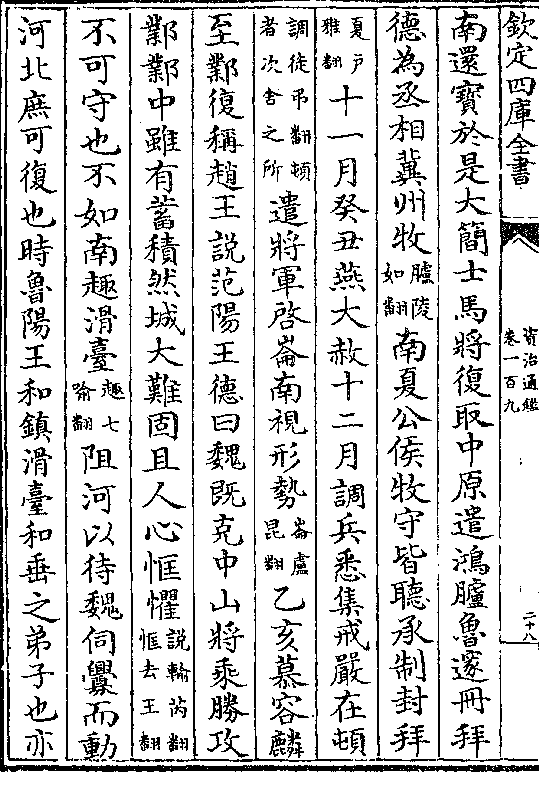 欽定四庫全書
資治通鑑
卷一百九
二十八
南還寶於是大簡士馬將復取中原遣鴻臚魯邃冊拜
德為丞相冀州牧臚陵如翻南夏公侯牧守皆聽承制封拜
夏戸雅翻十一月癸丑燕大赦十二月調兵悉集戒嚴在頓
調徒弔翻頓者次舍之所遣將軍啓崙南視形勢崙盧昆翻乙亥慕容麟
至鄴復稱趙王說范陽王德曰魏既克中山將乘勝攻
鄴鄴中雖有蓄積然城大難固且人心恇懼說輸芮翻恇去王翻
不可守也不如南趣滑臺趣七喻翻阻河以待魏伺釁而動
河北庶可復也時魯陽王和鎮滑臺和垂之弟子也亦